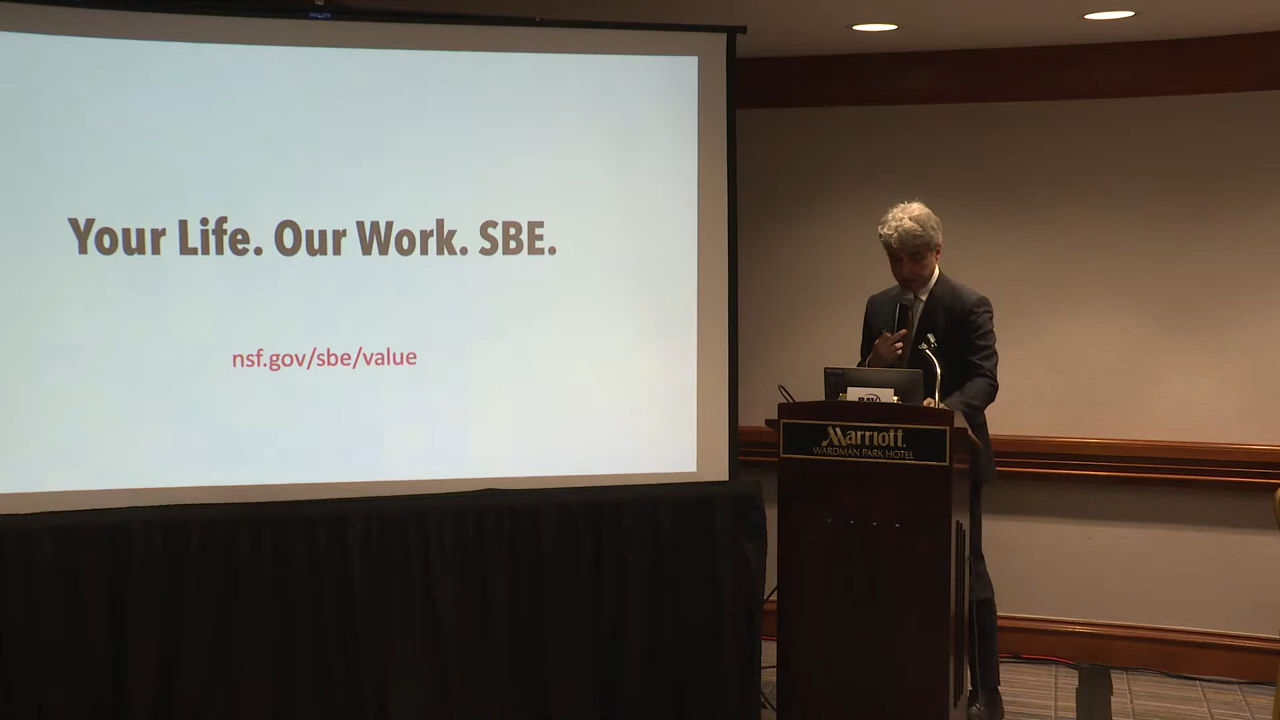 Your Life. Our Work. SBE.
nsf.gov/sbe/value
Marriott
WARDMAN PARK HOTEL